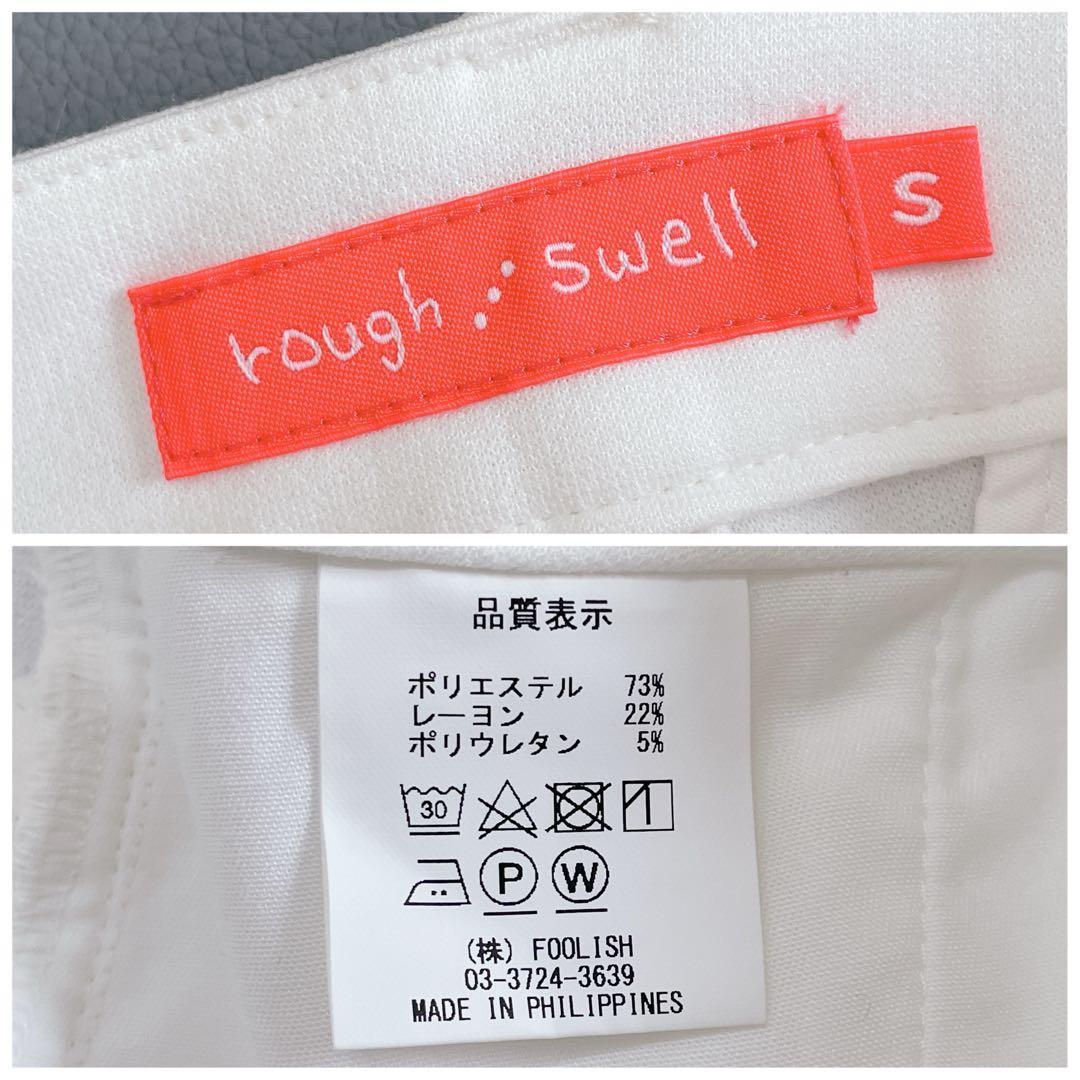 rough swell
S
品質表示
ポリエステル 73%
レーヨン 22%
ポリウレタン 5%
30
P W
(株) FOOLISH
03-3724-3639
MADE IN PHILIPPINES